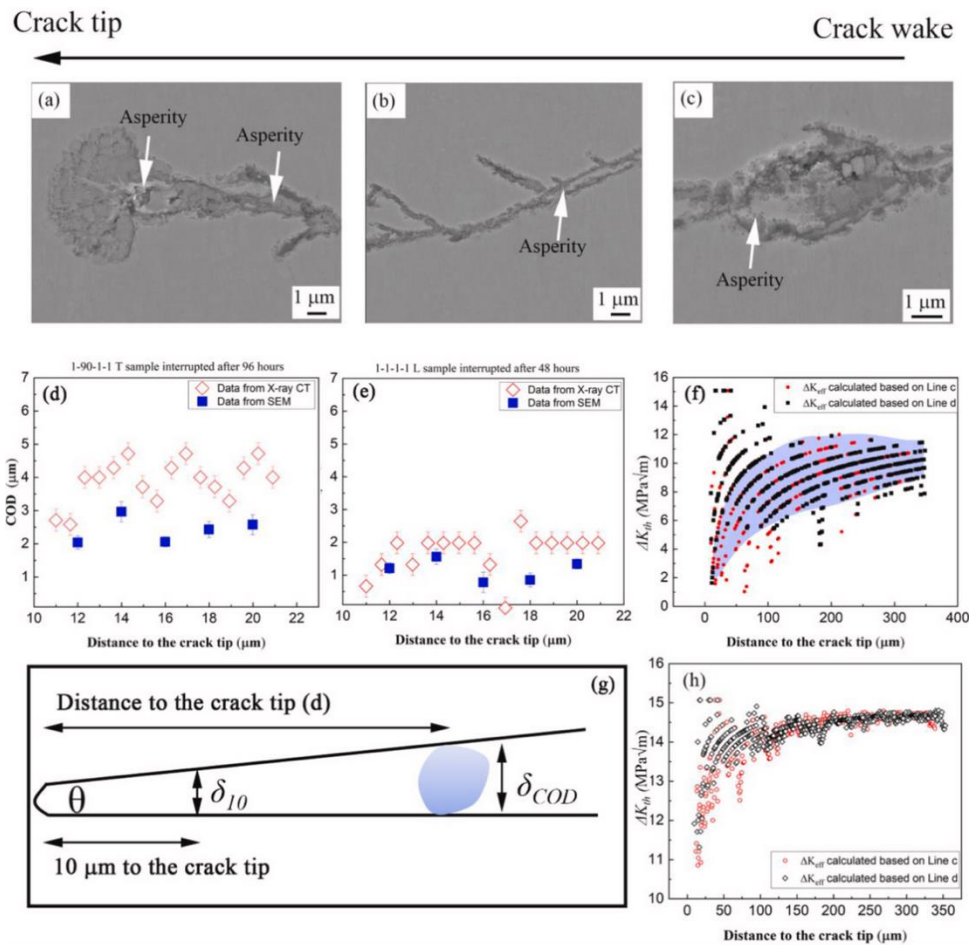 Crack tip
Crack wake
(a)
Asperity
Asperity
1 μm
(b)
Asperity
1 μm
(c)
Asperity
1 μm
1-90-1-1 T sample interrupted after 96 hours
(d)
Data from X-ray CT
Data from SEM
COD (μm)
8
7
6
5
4
3
2
1
10 12 14 16 18 20 22
Distance to the crack tip (μm)
1-1-1-1 L sample interrupted after 48 hours
(e)
Data from X-ray CT
Data from SEM
8
7
6
5
4
3
2
1
10 12 14 16 18 20 22
Distance to the crack tip (μm)
(f)
ΔKeff calculated based on Line c
ΔKeff calculated based on Line d
ΔKth (MPa√m)
16
14
12
10
8
6
4
2
0
0 100 200 300 400
Distance to the crack tip (μm)
(g)
Distance to the crack tip (d)
θ
δ10
δCOD
10 μm to the crack tip
(h)
ΔKth (MPa√m)
16
15
14
13
12
11
10
ΔKeff calculated based on Line c
ΔKeff calculated based on Line d
0 50 100 150 200 250 300 350
Distance to the crack tip (μm)